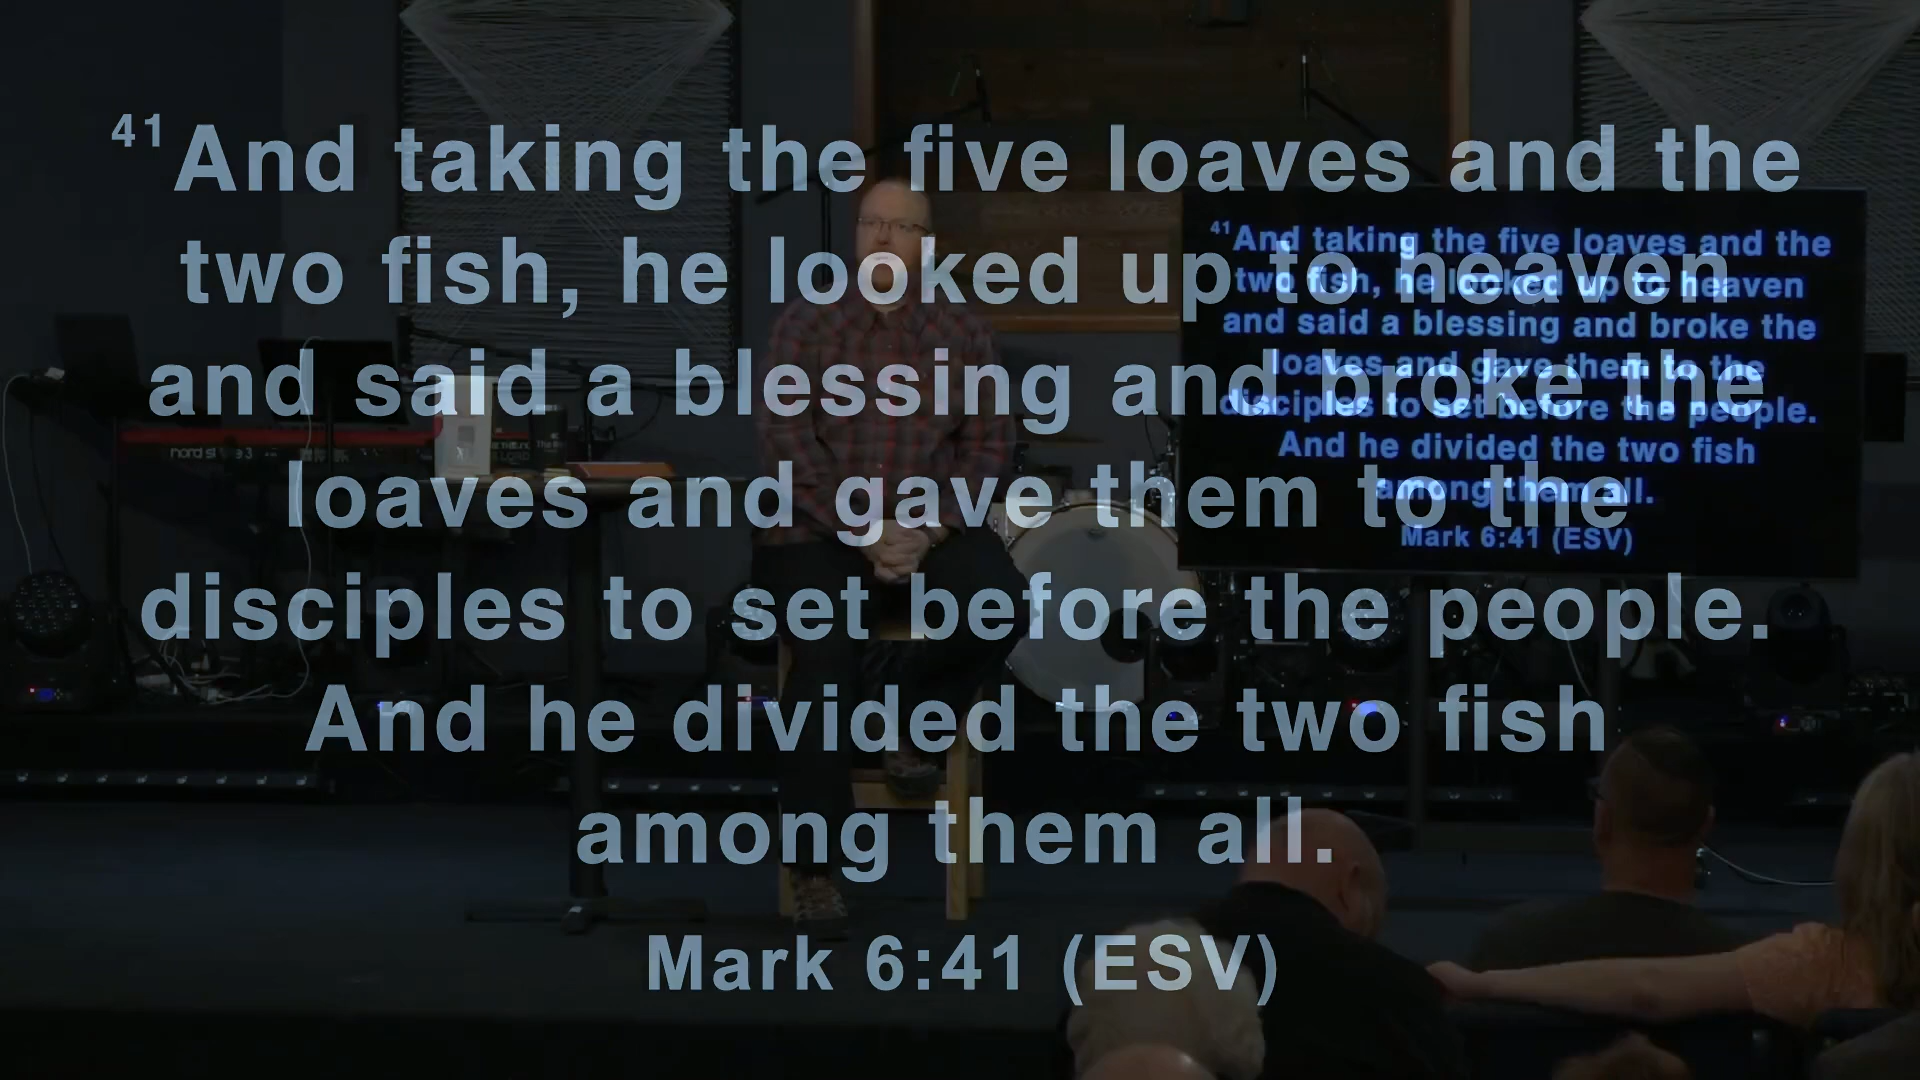 41 And taking the five loaves and the
two fish, he looked up to heaven
and said a blessing and broke the
loaves and gave them to the
disciples to set before the people.
And he divided the two fish
among them all.
Mark 6:41 (ESV)
41 And taking the five loaves and the
two fish, he looked up to heaven
and said a blessing and broke the
loaves and gave them to the
disciples to set before the people.
And he divided the two fish
among them all.
Mark 6:41 (ESV)
nord
LORD